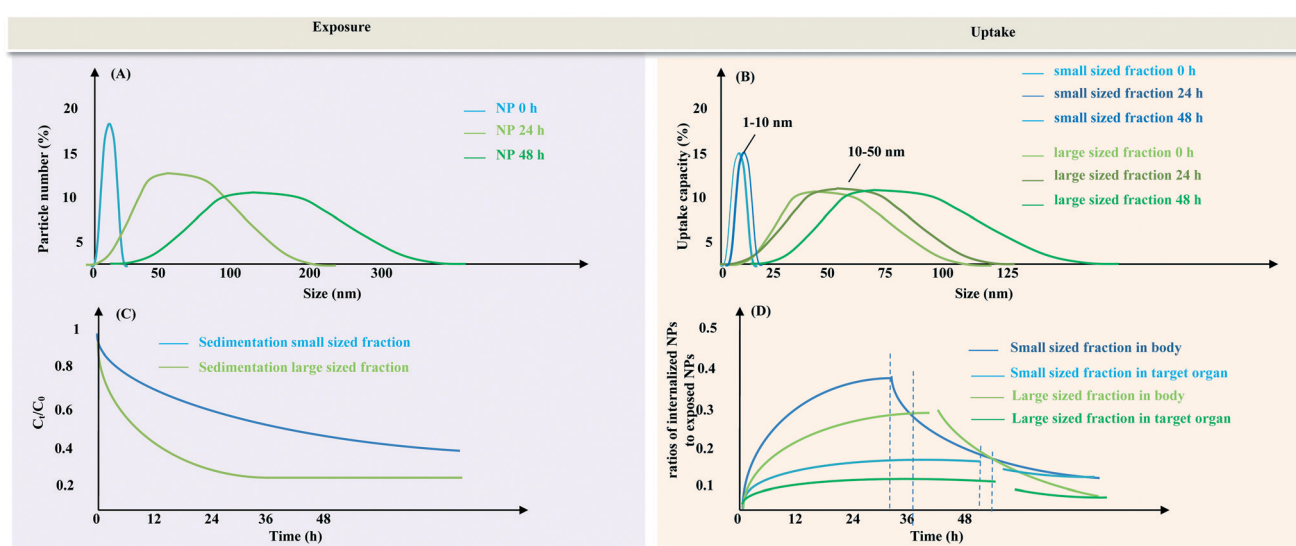 Exposure
Uptake
(A)
Particle number (%)
20
15
10
5
0
50
100
200
300
Size (nm)
NP 0 h
NP 24 h
NP 48 h
(B)
Uptake capacity (%)
20
15
10
5
0
25
50
75
100
125
Size (nm)
1-10 nm
10-50 nm
small sized fraction 0 h
small sized fraction 24 h
small sized fraction 48 h
large sized fraction 0 h
large sized fraction 24 h
large sized fraction 48 h
(C)
Ct/C0
1
0.8
0.6
0.4
0.2
0
12
24
36
48
Time (h)
Sedimentation small sized fraction
Sedimentation large sized fraction
(D)
ratios of internalized NPs
to exposed NPs
0.5
0.4
0.3
0.2
0.1
0
12
24
36
48
Time (h)
Small sized fraction in body
Small sized fraction in target organ
Large sized fraction in body
Large sized fraction in target organ